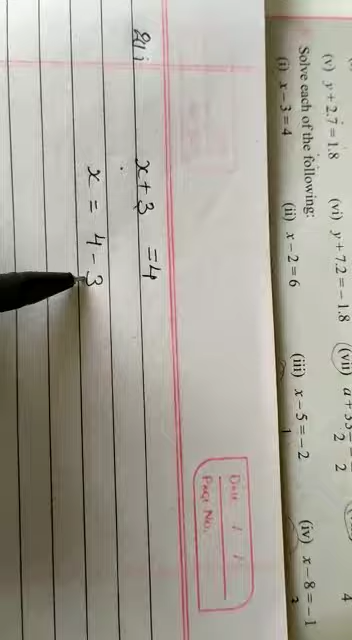 (v) y + 2.7 = 1.8 (vi) y + 7.2 = – 1.8 (vii)
Solve each of the following:
(i) x – 3 = 4 (ii) x – 2 = 6 (iii) x – 5 = – 2 (iv) x – 8 = – 1
Date / /
Page No.
x + 3 = 4
x = 4 - 3